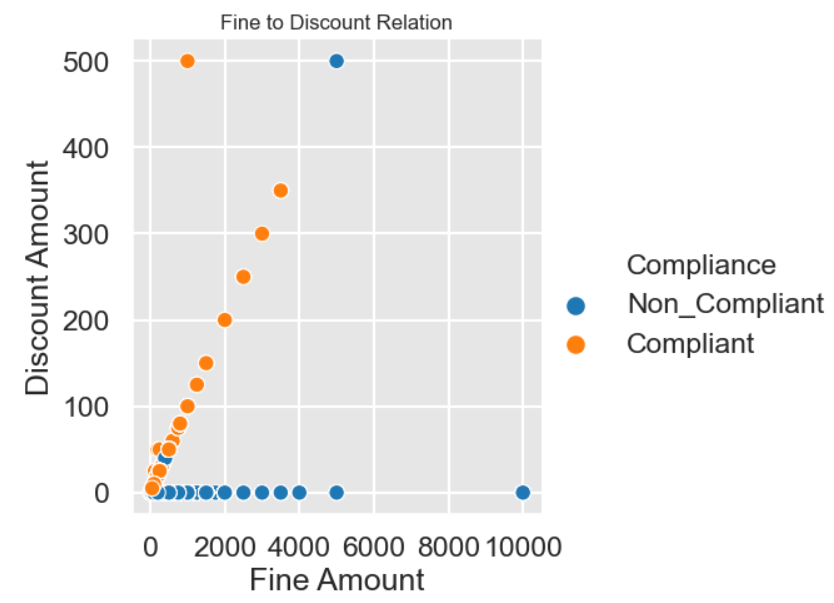 Fine to Discount Relation
500
400
300
200
100
0
Discount Amount
0 2000 4000 6000 8000 10000
Fine Amount
Compliance
Non_Compliant
Compliant